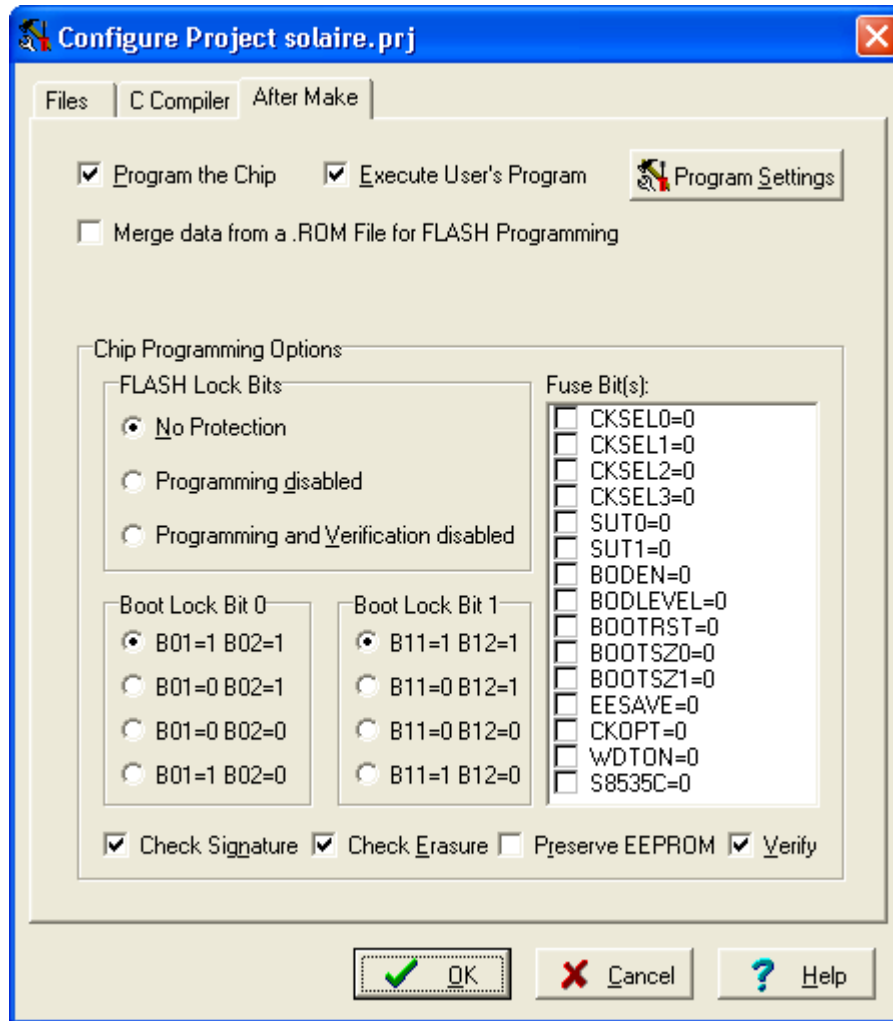 Configure Project solaire.prj
Files C Compiler After Make
Program the Chip Execute User's Program Program Settings
Merge data from a .ROM File for FLASH Programming
Chip Programming Options
FLASH Lock Bits
No Protection
Programming disabled
Programming and Verification disabled
Boot Lock Bit 0
B01=1 B02=1
B01=0 B02=1
B01=0 B02=0
B01=1 B02=0
Boot Lock Bit 1
B11=1 B12=1
B11=0 B12=1
B11=0 B12=0
B11=1 B12=0
Fuse Bit(s):
CKSEL0=0
CKSEL1=0
CKSEL2=0
CKSEL3=0
SUT0=0
SUT1=0
BODEN=0
BODLEVEL=0
BOOTRST=0
BOOTSZ0=0
BOOTSZ1=0
EESAVE=0
CKOPT=0
WDTON=0
S8535C=0
Check Signature Check Erasure Preserve EEPROM Verify
OK Cancel Help